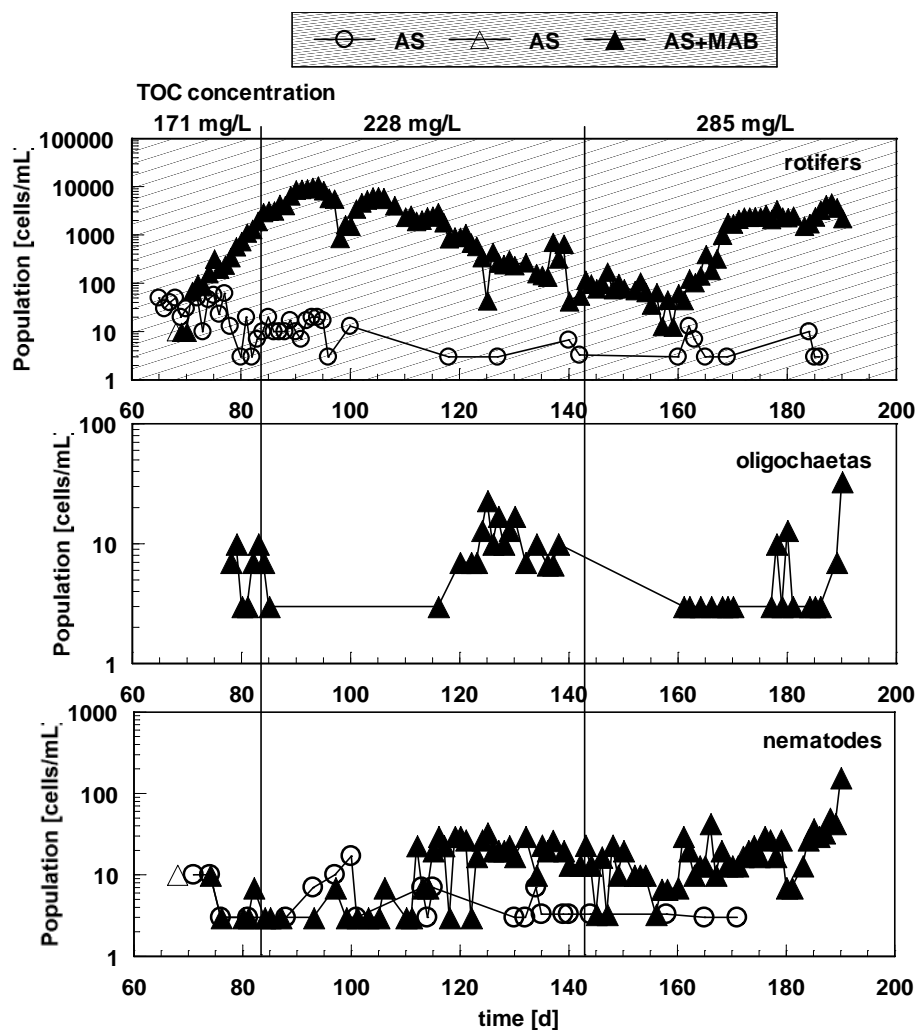 AS AS AS+MAB
TOC concentration
171 mg/L 228 mg/L 285 mg/L
Population [cells/mL]
100000
10000
1000
100
10
1
rotifers
60 80 100 120 140 160 180 200
Population [cells/mL]
100
10
1
oligochaetas
60 80 100 120 140 160 180 200
Population [cells/mL]
1000
100
10
1
nematodes
60 80 100 120 140 160 180 200
time [d]